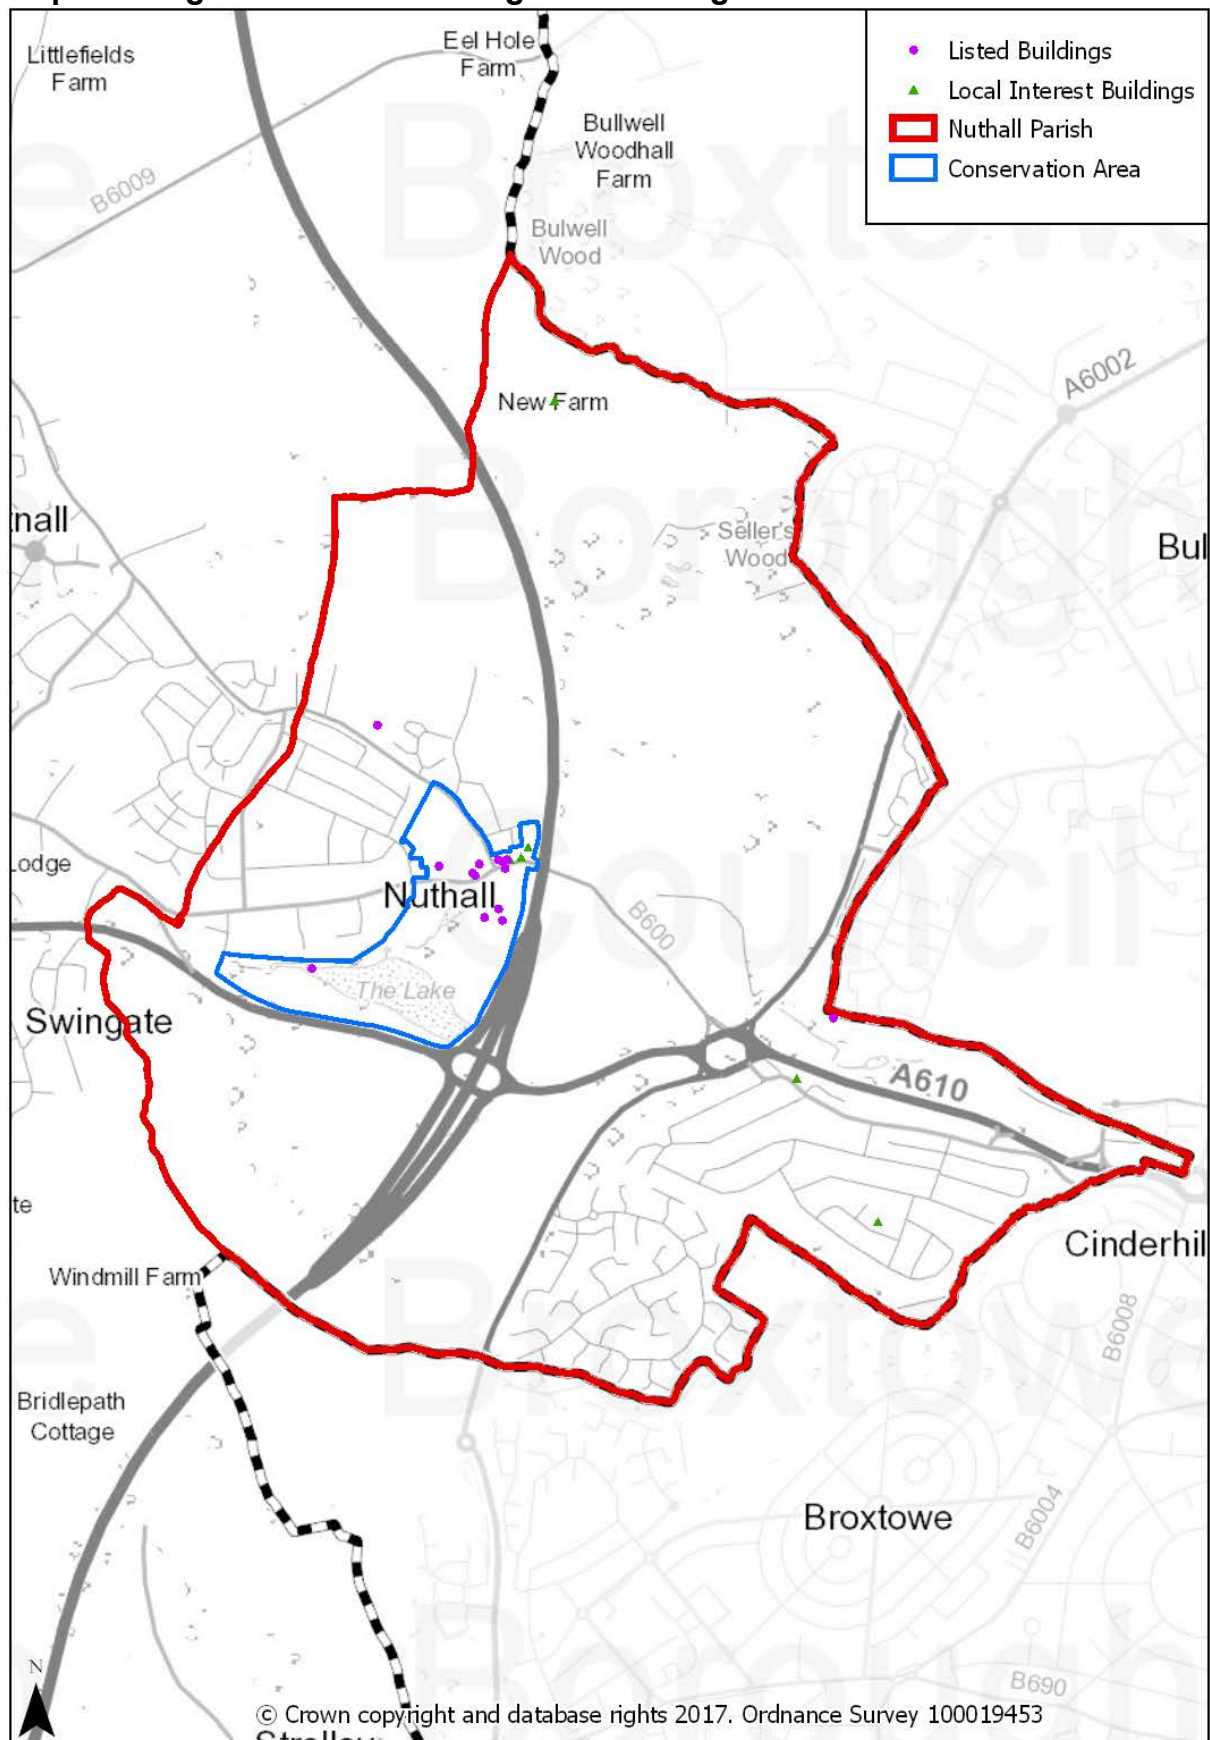 Littlefields
Farm
Eel Hole
Farm
Bullwell
Woodhall
Farm
Listed Buildings
Local Interest Buildings
Nuthall Parish
Conservation Area
B6009
Bulwell
Wood
A6002
New Farm
nall
Seller's
Wood
Bul
Lodge
Nuthall
B600
The Lake
Swingate
A610
te
Cinderhil
Windmill Farm
B6008
Bridlepath
Cottage
Broxtowe
B6004
N
B690
© Crown copyright and database rights 2017. Ordnance Survey 100019453
Broxtowe
Borough
Council
Broxtowe
Borough